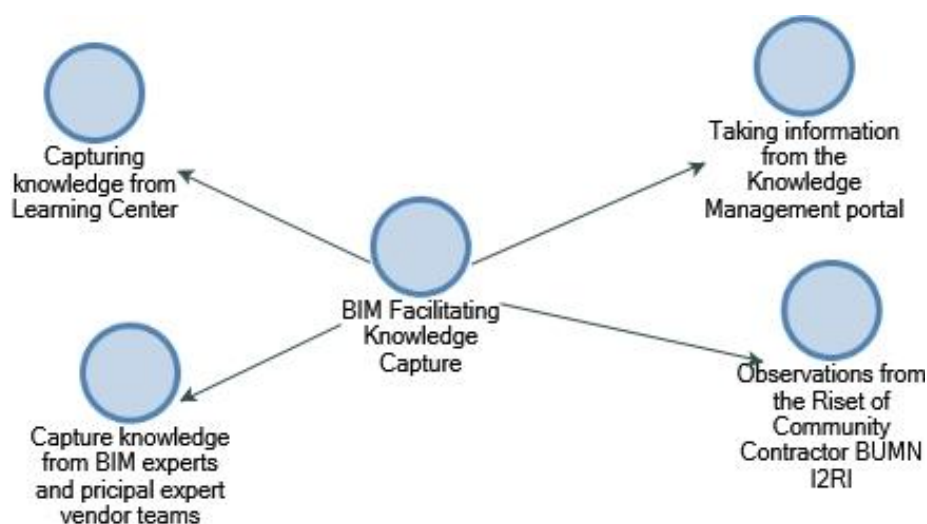 Capturing
knowledge from
Learning Center
Taking information
from the
Knowledge
Management portal
BIM Facilitating
Knowledge
Capture
Capture knowledge
from BIM experts
and pricipal expert
vendor teams
Observations from
the Riset of
Community
Contractor BUMN
I2RI